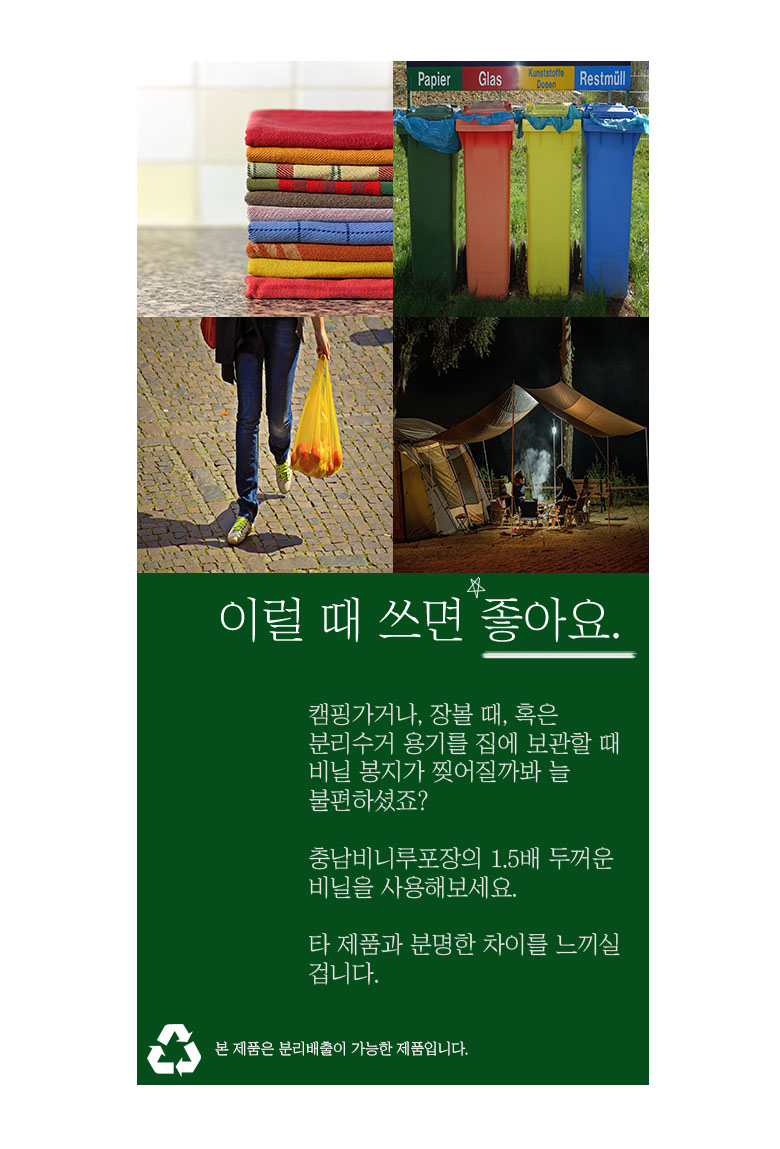 Papier
Glas
Kunststoffe
Dosen
Restmüll
이럴 때 쓰면 좋아요.
캠핑가거나, 장볼 때, 혹은
분리수거 용기를 집에 보관할 때
비닐 봉지가 찢어질까봐 늘
불편하셨죠?
충남비니루포장의 1.5배 두꺼운
비닐을 사용해보세요.
타 제품과 분명한 차이를 느끼실
겁니다.
본 제품은 분리배출이 가능한 제품입니다.